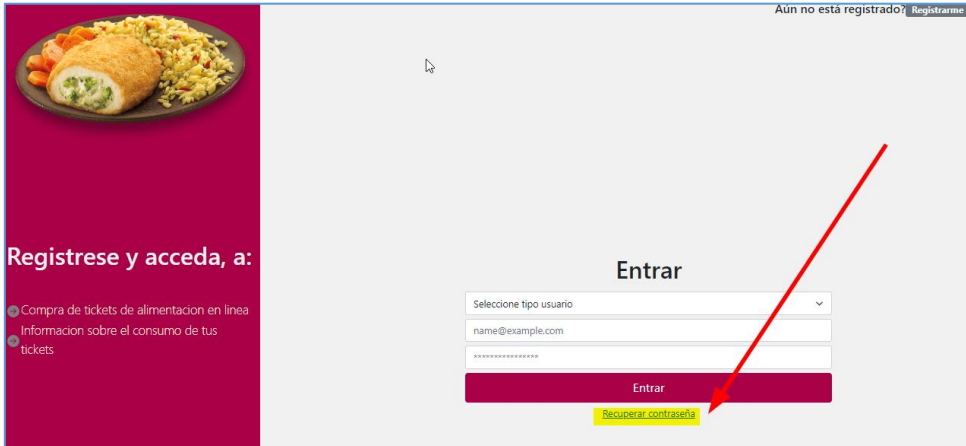 Aún no está registrado? Registrarme
Registrese y acceda, a:
Compra de tickets de alimentacion en linea
Informacion sobre el consumo de tus
tickets
Entrar
Seleccione tipo usuario
name@example.com
****************
Entrar
Recuperar contraseña